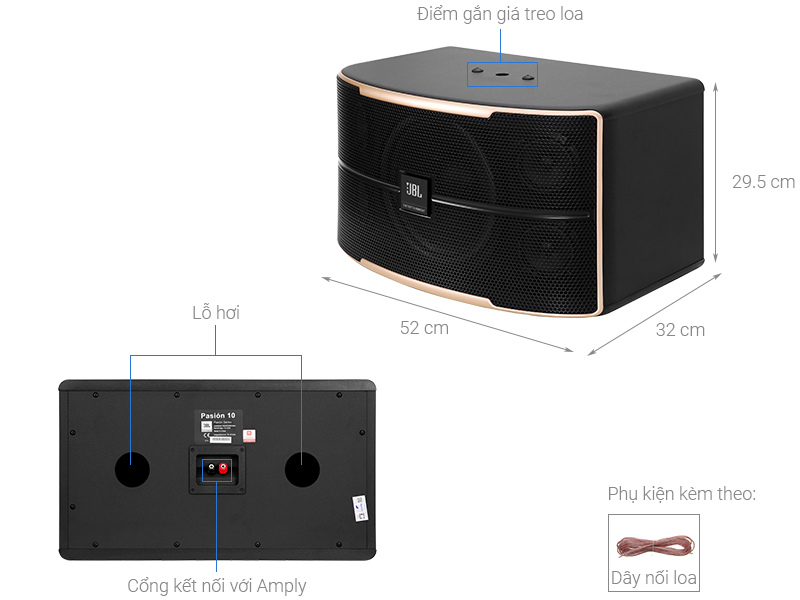 Điểm gắn giá treo loa
JBL
29.5 cm
52 cm
32 cm
Lỗ hơi
Pasión 10
JBL
Cổng kết nối với Amply
Phụ kiện kèm theo:
Dây nối loa